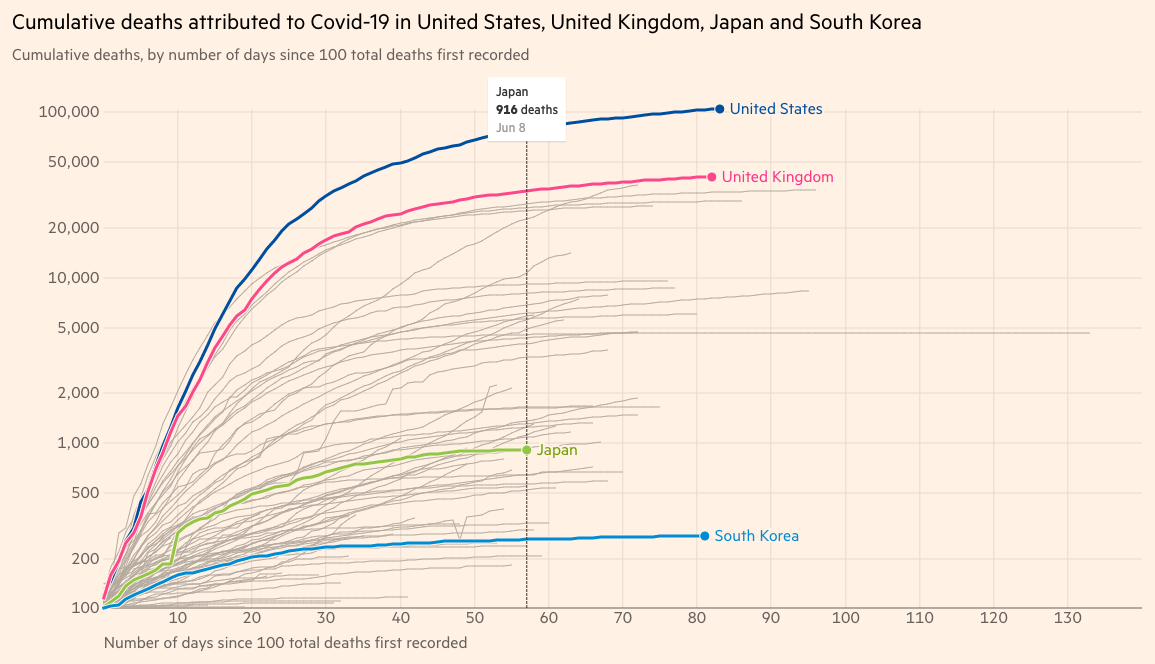 Cumulative deaths attributed to Covid-19 in United States, United Kingdom, Japan and South Korea
Cumulative deaths, by number of days since 100 total deaths first recorded
Japan
916 deaths
Jun 8
100,000
United States
50,000
United Kingdom
20,000
10,000
5,000
2,000
1,000
Japan
500
South Korea
200
100
10 20 30 40 50 60 70 80 90 100 110 120 130
Number of days since 100 total deaths first recorded